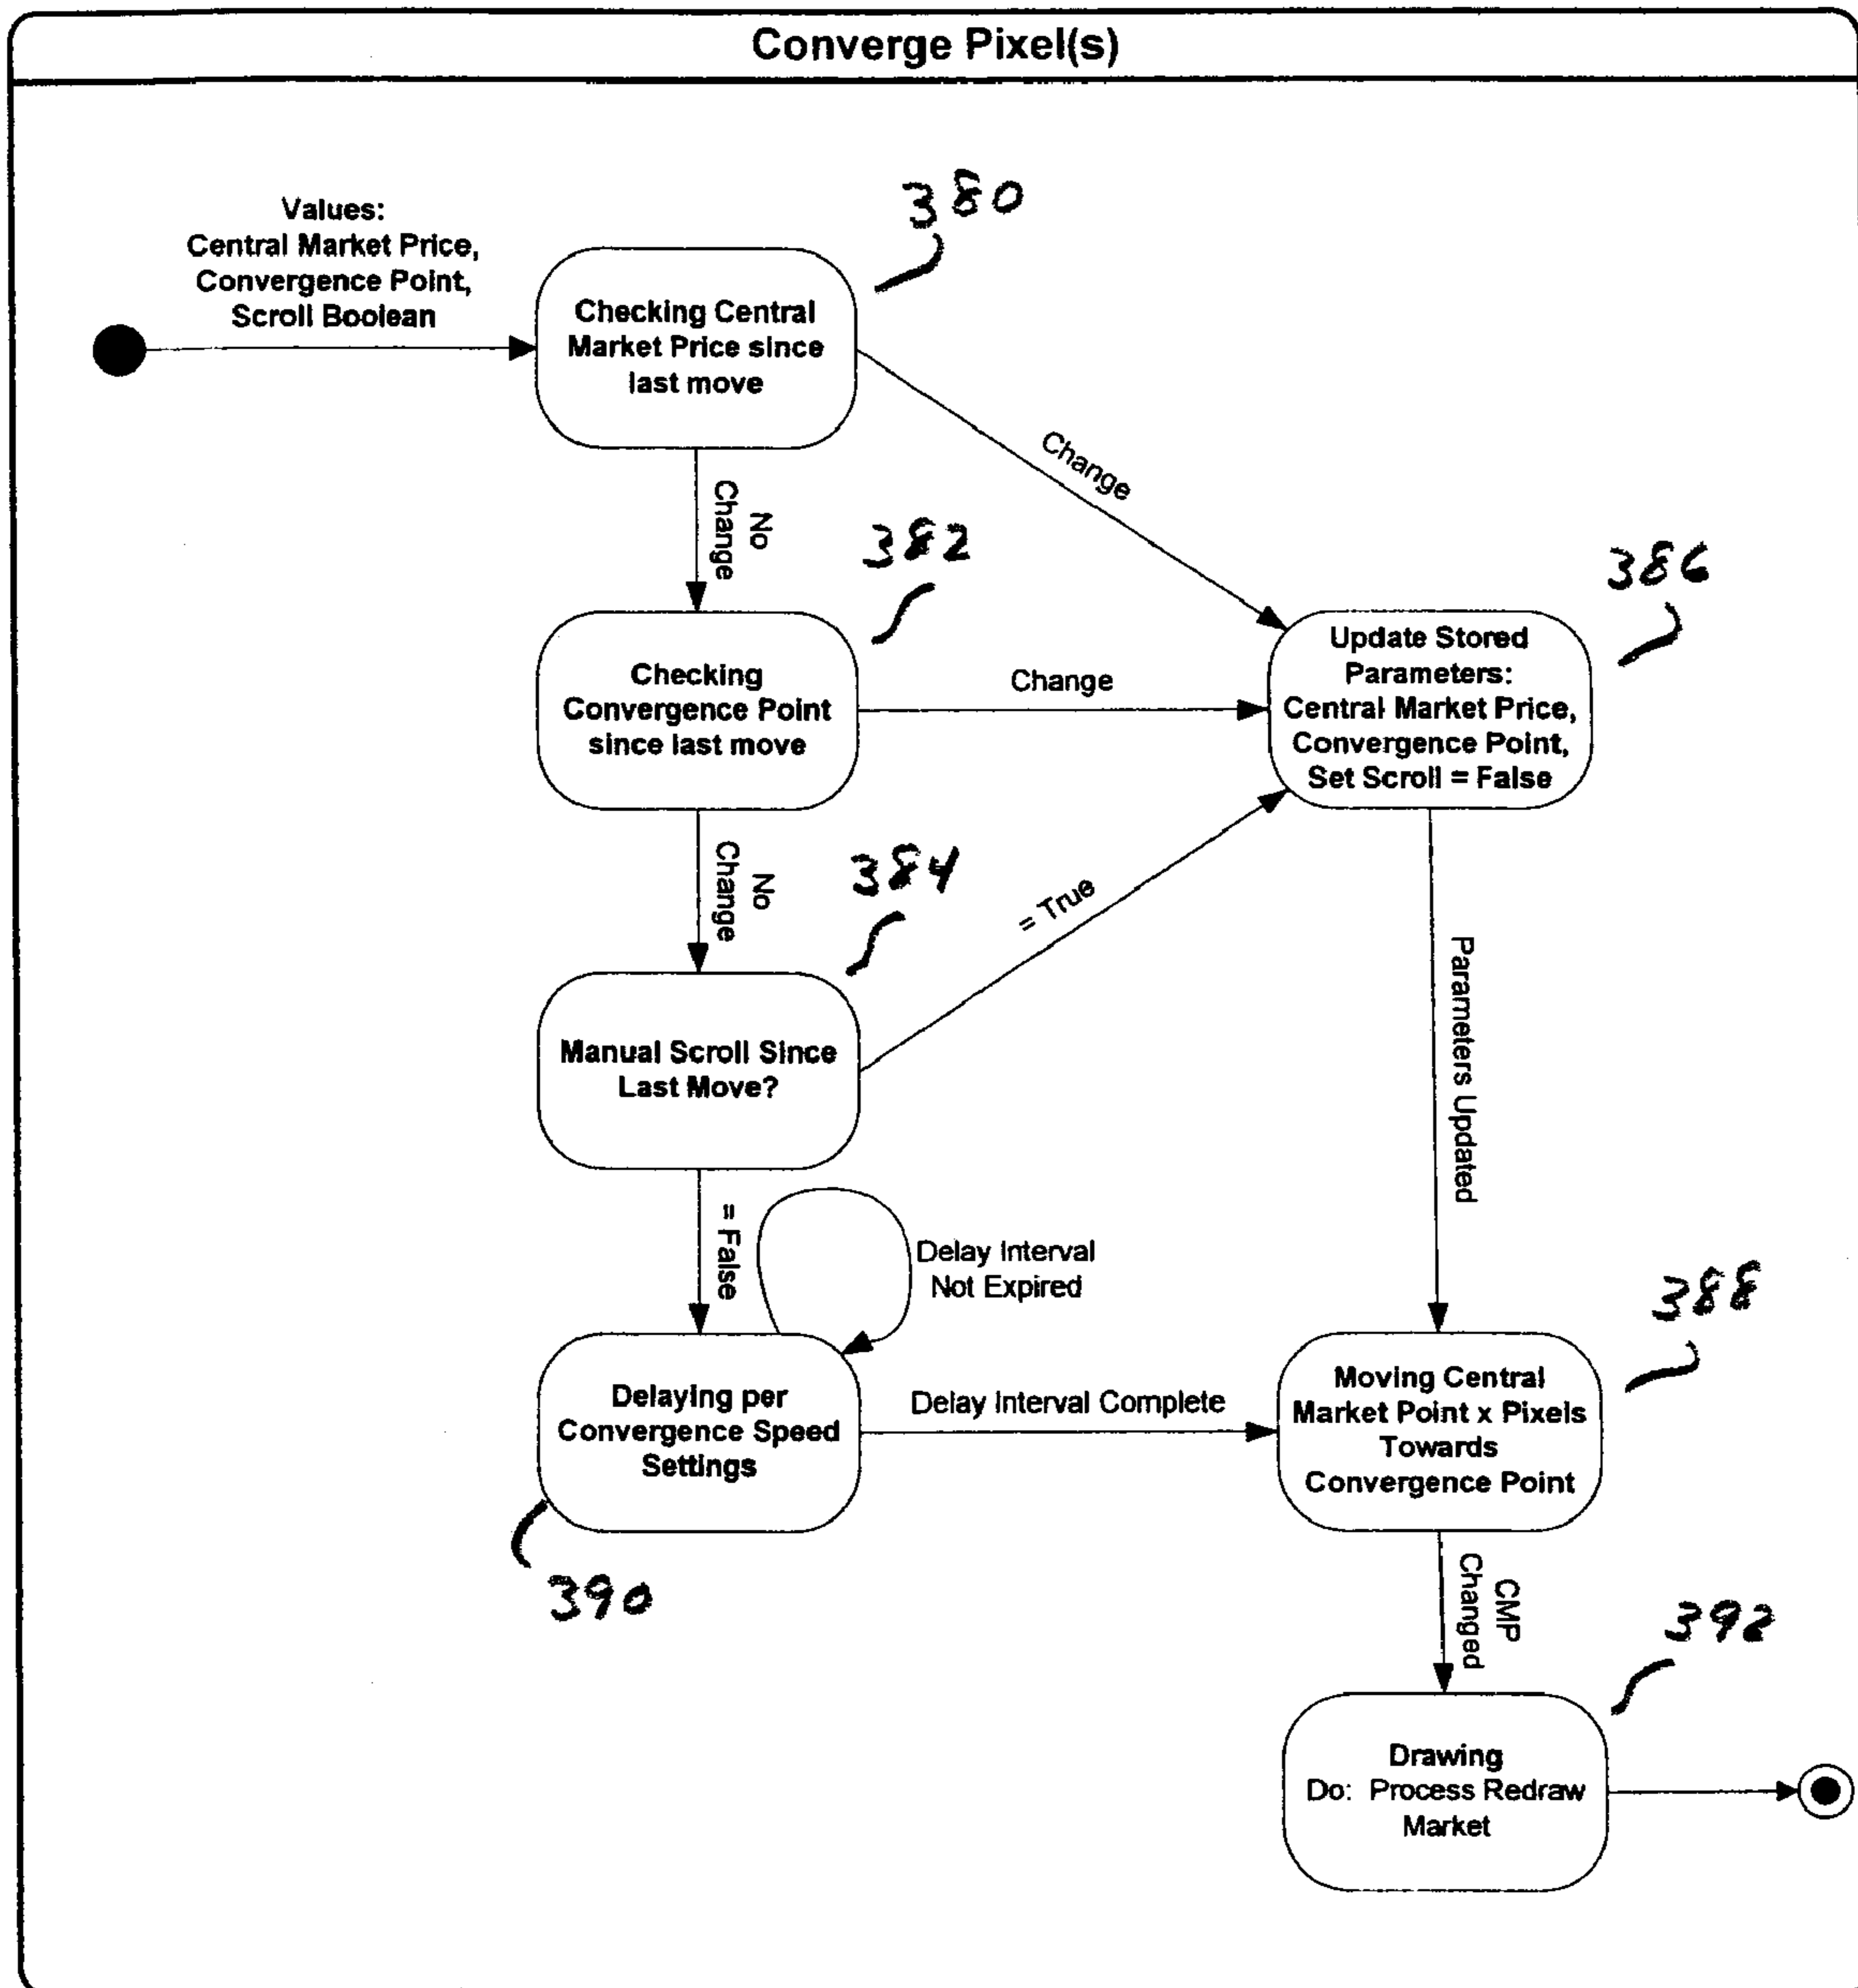 Converge Pixel(s)
Values:
Central Market Price,
Convergence Point,
Scroll Boolean
380
Checking Central
Market Price since
last move
Change
No
Change
382
386
Checking
Convergence Point
since last move
Change
Update Stored
Parameters:
Central Market Price,
Convergence Point,
Set Scroll = False
No
Change
384
= True
Manual Scroll Since
Last Move?
Parameters Updated
= False
Delay Interval
Not Expired
388
Delaying per
Convergence Speed
Settings
Delay Interval Complete
Moving Central
Market Point x Pixels
Towards
Convergence Point
390
CMP
Changed
392
Drawing
Do: Process Redraw
Market